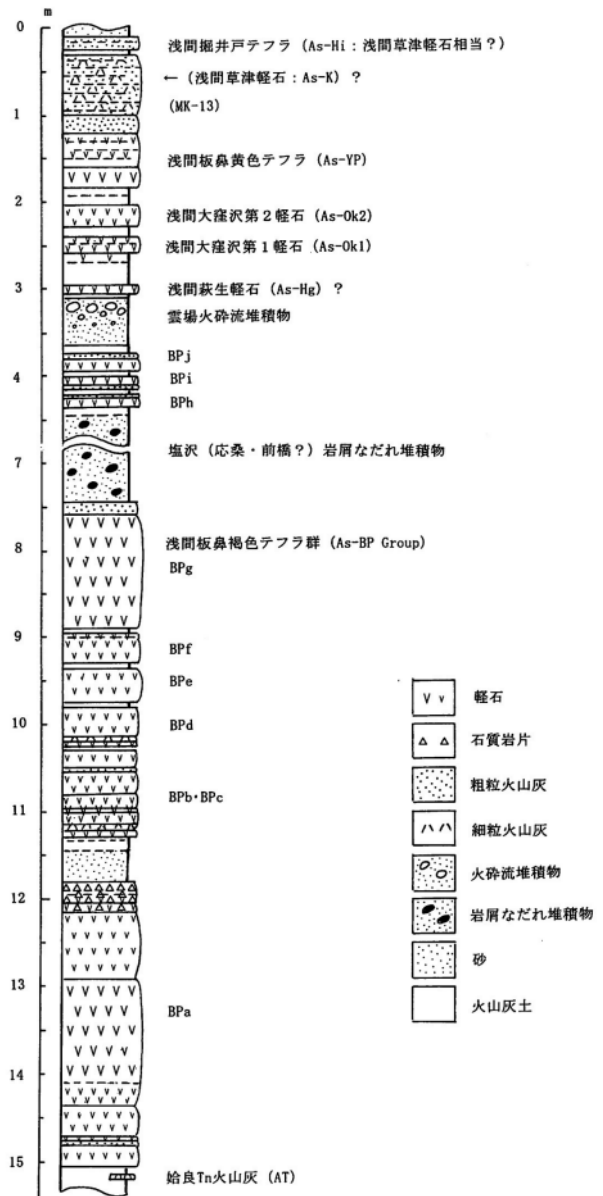 m
0
浅間堀井戸テフラ (As-Hi：浅間草津軽石相当？)
← (浅間草津軽石：As-K) ？
(MK-13)
1
浅間板鼻黄色テフラ (As-YP)
2
浅間大窪沢第2軽石 (As-Ok2)
浅間大窪沢第1軽石 (As-Ok1)
浅間萩生軽石 (As-Hg) ？
3
雲場火砕流堆積物
BPj
4
BPi
BPh
塩沢 (応桑・前橋？) 岩屑なだれ堆積物
7
浅間板鼻褐色テフラ群 (As-BP Group)
8
BPg
9
BPf
BPe
10
BPd
BPb・BPc
11
12
13
BPa
14
15
姶良Tn火山灰 (AT)
軽石
石質岩片
粗粒火山灰
細粒火山灰
火砕流堆積物
岩屑なだれ堆積物
砂
火山灰土